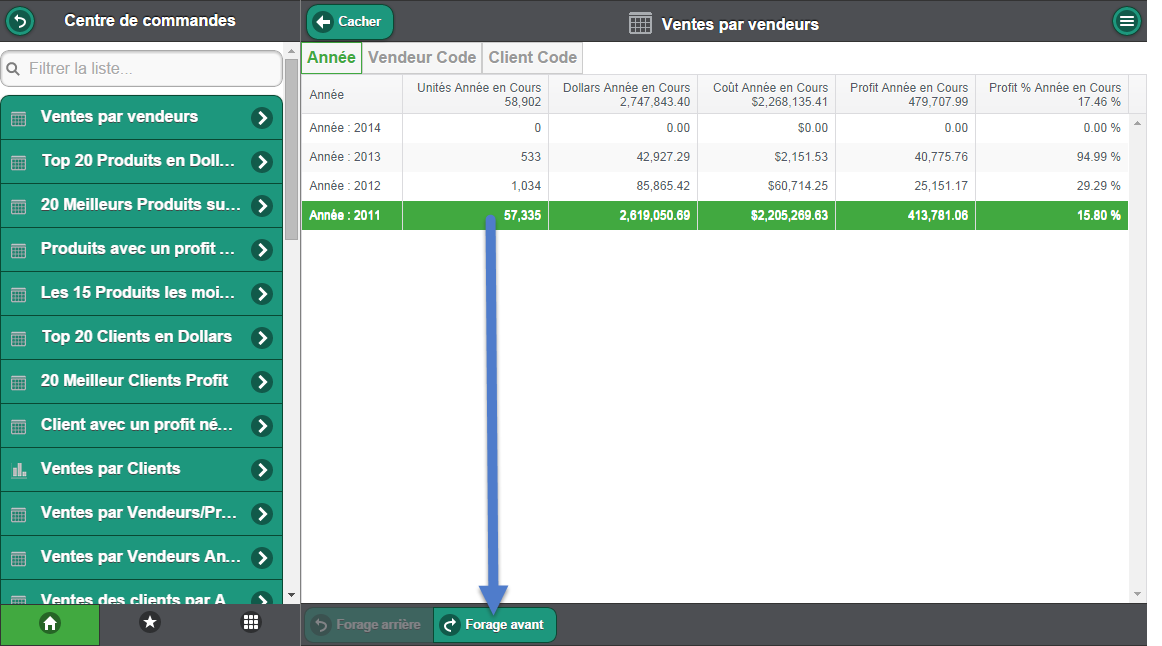 Centre de commandes
Filtrer la liste...
Ventes par vendeurs
Top 20 Produits en Doll...
20 Meilleurs Produits su...
Produits avec un profit ...
Les 15 Produits les moi...
Top 20 Clients en Dollars
20 Meilleur Clients Profit
Client avec un profit né...
Ventes par Clients
Ventes par Vendeurs/Pr...
Ventes par Vendeurs An...
Ventes des clients par A
Cacher
Ventes par vendeurs
Année Vendeur Code Client Code
Année Unités Année en Cours 58,902 Dollars Année en Cours 2,747,843.40 Coût Année en Cours $2,268,135.41 Profit Année en Cours 479,707.99 Profit % Année en Cours 17.46 %
Année : 2014 0 0.00 $0.00 0.00 0.00 %
Année : 2013 533 42,927.29 $2,151.53 40,775.76 94.99 %
Année : 2012 1,034 85,865.42 $60,714.25 25,151.17 29.29 %
Année : 2011 57,335 2,619,050.69 $2,205,269.63 413,781.06 15.80 %
Forage arrière Forage avant